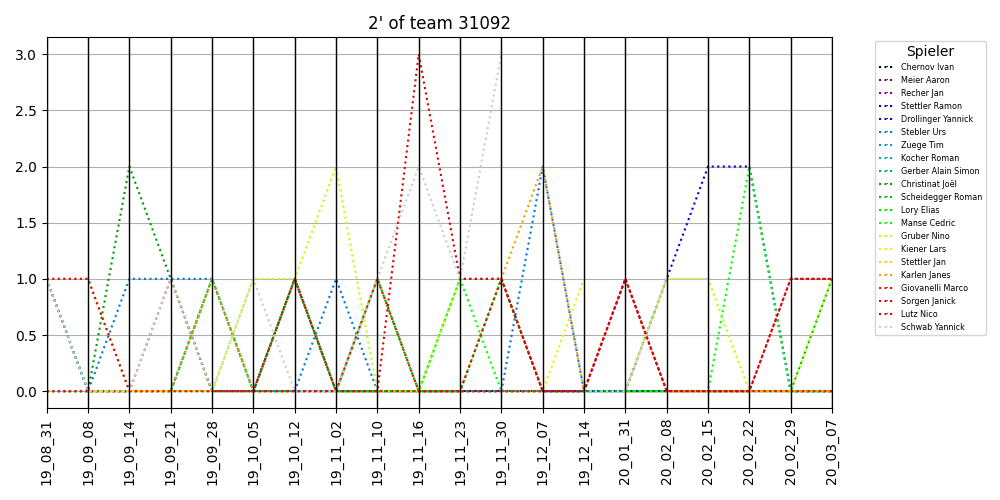 2' of team 31092
3.0
2.5
2.0
1.5
1.0
0.5
0.0
19_08_31
19_09_08
19_09_14
19_09_21
19_09_28
19_10_05
19_10_12
19_11_02
19_11_10
19_11_16
19_11_23
19_11_30
19_12_07
19_12_14
20_01_31
20_02_08
20_02_15
20_02_22
20_02_29
20_03_07
Spieler
Chernov Ivan
Meier Aaron
Recher Jan
Stettler Ramon
Drollinger Yannick
Stebler Urs
Zuege Tim
Kocher Roman
Gerber Alain Simon
Christinat Joël
Scheidegger Roman
Lory Elias
Manse Cedric
Gruber Nino
Kiener Lars
Stettler Jan
Karlen Janes
Giovanelli Marco
Sorgen Janick
Lutz Nico
Schwab Yannick